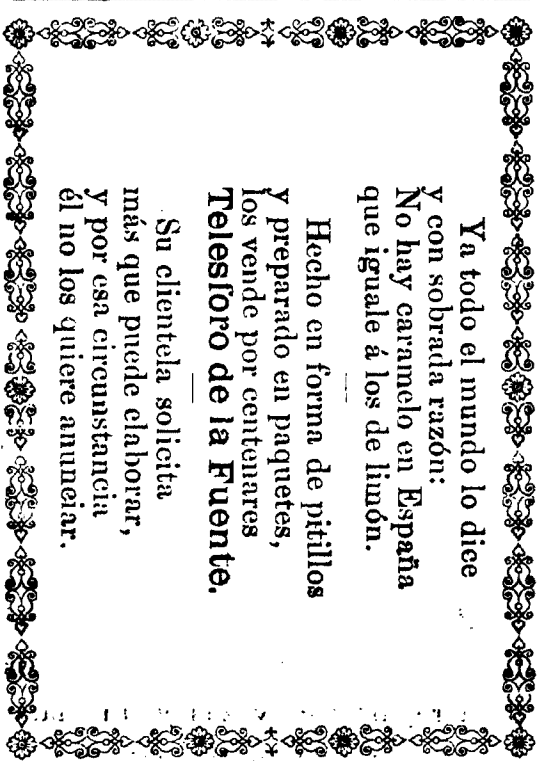 Ya todo el mundo lo dice
y con sobrada razón:
No hay caramelo en España
que iguale á los de limón.
Hecho en forma de pitillos
y preparado en paquetes,
los vende por centenares
Telesforo de la Fuente.
Su clientela solicita
más que puede elaborar,
y por esa circunstancia
él no los quiere anunciar.